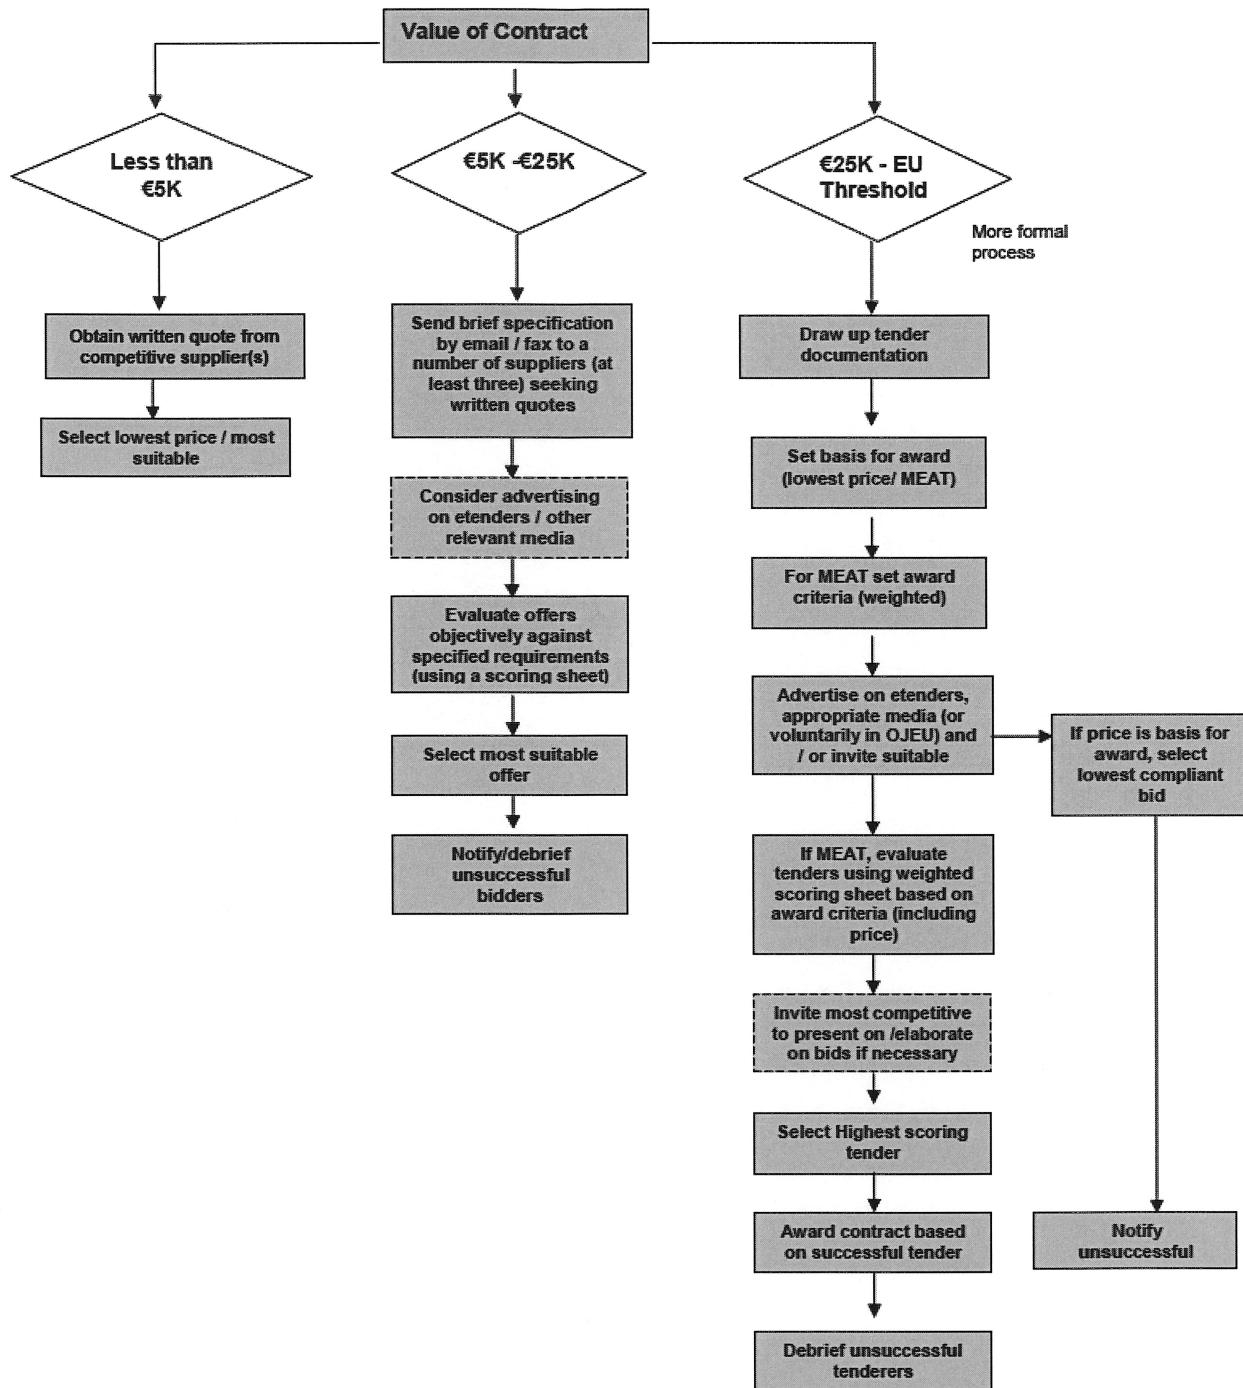 Value of Contract
Less than
€5K
Obtain written quote from
competitive supplier(s)
Select lowest price / most
suitable
€5K -€25K
Send brief specification
by email / fax to a
number of suppliers (at
least three) seeking
written quotes
Consider advertising
on etenders / other
relevant media
Evaluate offers
objectively against
specified requirements
(using a scoring sheet)
Select most suitable
offer
Notify/debrief
unsuccessful
bidders
€25K - EU
Threshold
More formal
process
Draw up tender
documentation
Set basis for award
(lowest price/ MEAT)
For MEAT set award
criteria (weighted)
Advertise on etenders,
appropriate media (or
voluntarily in OJEU) and
/ or invite suitable
If MEAT, evaluate
tenders using weighted
scoring sheet based on
award criteria (including
price)
Invite most competitive
to present on /elaborate
on bids if necessary
Select Highest scoring
tender
Award contract based
on successful tender
Debrief unsuccessful
tenderers
If price is basis for
award, select
lowest compliant
bid
Notify
unsuccessful